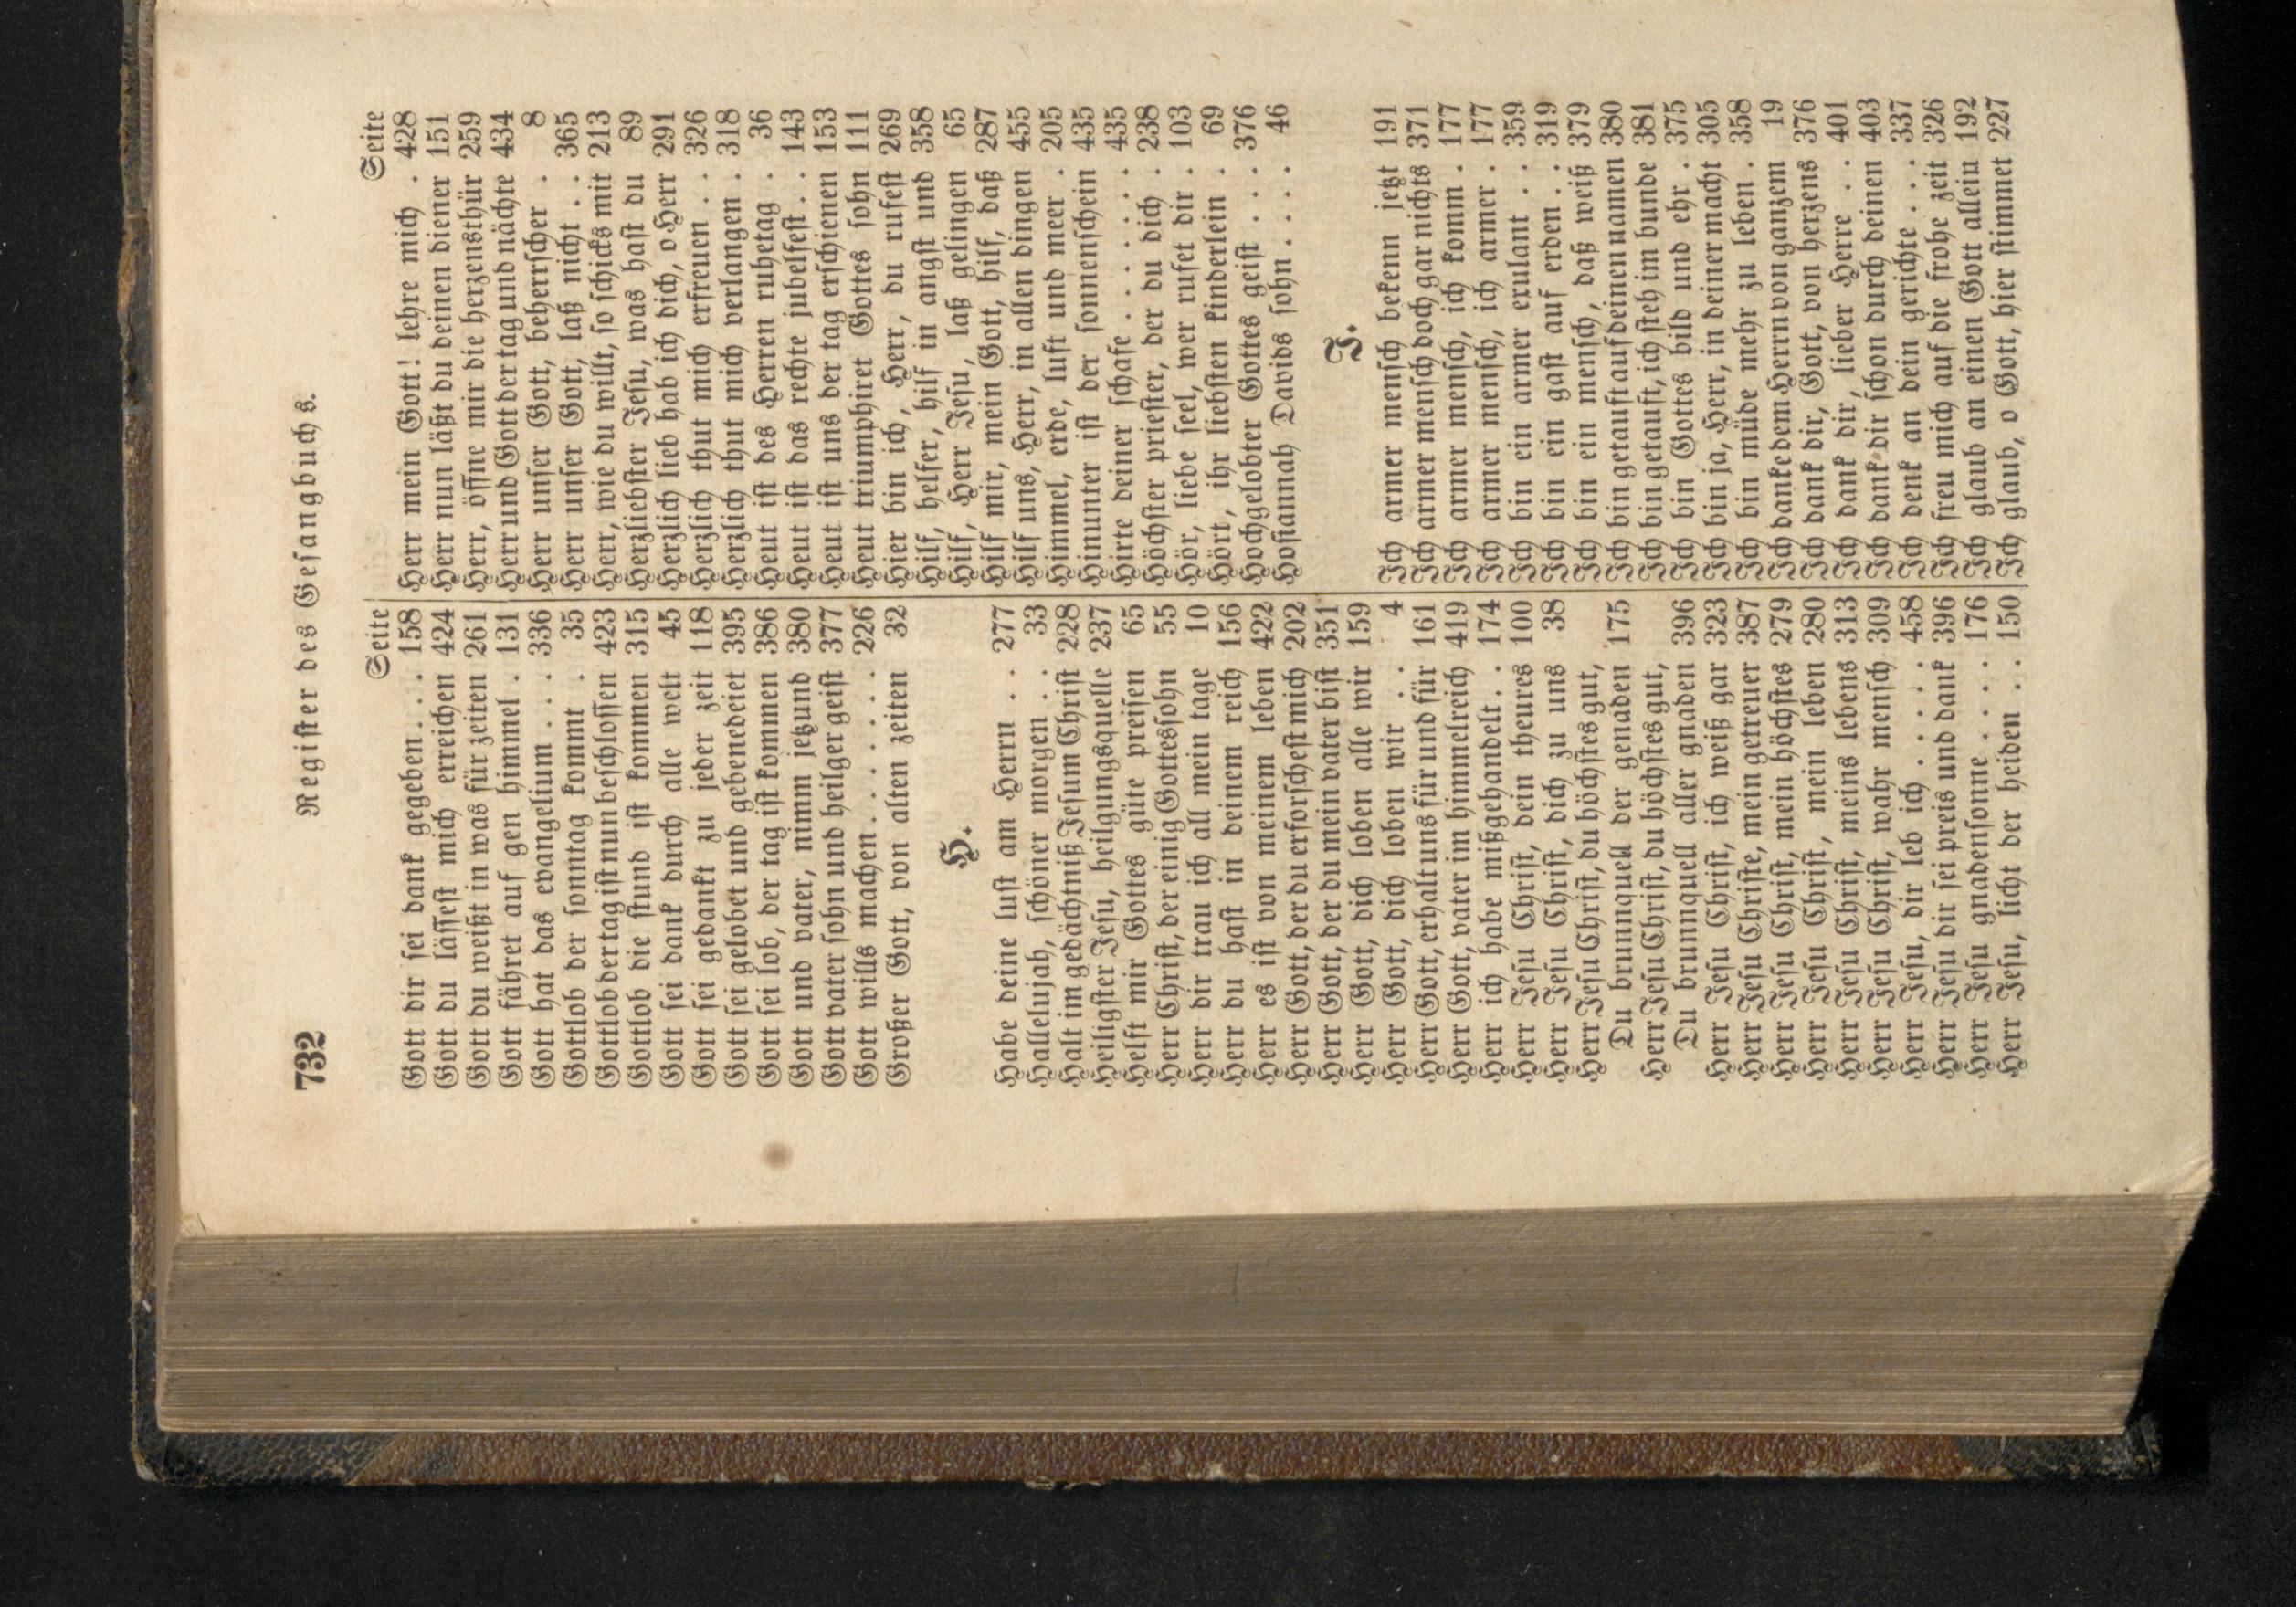 732
Register des Gesangbuchs.
Seite
Gott dir sei dank gegeben. . . . 158
Gott du lässest mich erreichen 424
Gott du weißt in was für zeiten 261
Gott fähret auf gen himmel . 131
Gott hat das evangelium . . . 336
Gottlob der sonntag kommt . 35
Gottlob der tag ist nun beschlossen 423
Gottlob die stund ist kommen 315
Gott sei dank durch alle welt 45
Gott sei gedankt zu jeder zeit 118
Gott sei gelobet und gebenedeiet 395
Gott sei lob, der tag ist kommen 386
Gott und vater, nimm jetzund 380
Gott vater sohn und heilger geist 377
Gott wills machen . . . . . . . 226
Großer Gott, von alten zeiten 32
H.
Habe deine lust am Herrn . . 277
Hallelujah, schöner morgen . . 33
Halt im gedächtniß Jesum Christ 228
Heiligster Jesu, heilgungsquelle 237
Helft mir Gottes güte preisen 65
Herr Christ, der einig Gottessohn 55
Herr dir trau ich all mein tage 10
Herr du hast in deinem reich 156
Herr es ist von meinem leben 422
Herr Gott, der du erforschest mich 202
Herr Gott, der du mein vater bist 351
Herr Gott, dich loben alle wir 159
Herr Gott, dich loben wir . . 4
Herr Gott, erhalt uns für und für 161
Herr Gott, vater im himmelreich 419
Herr ich habe mißgehandelt . . 174
Herr Jesu Christ, dein theures 100
Herr Jesu Christ, dich zu uns 38
Herr Jesu Christ, du höchstes gut,
Du brunnquell der genaden 175
Herr Jesu Christ, du höchstes gut,
Du brunnquell aller gnaden 396
Herr Jesu Christ, ich weiß gar 323
Herr Jesu Christe, mein getreuer 387
Herr Jesu Christ, mein höchstes 279
Herr Jesu Christ, mein leben 280
Herr Jesu Christ, meins lebens 313
Herr Jesu Christ, wahr mensch 309
Herr Jesu, dir leb ich . . . . . 458
Herr Jesu dir sei preis und dank 396
Herr Jesu gnadensonne . . . . 176
Herr Jesu, licht der heiden . . 150
Seite
Herr mein Gott! lehre mich . 428
Herr nun läßt du deinen diener 151
Herr, öffne mir die herzensthür 259
Herr und Gott der tag und nächte 434
Herr unser Gott, beherrscher . 8
Herr unser Gott, laß nicht . . 365
Herr, wie du willt, so schicks mit 213
Herzliebster Jesu, was hast du 89
Herzlich lieb hab ich dich, o Herr 291
Herzlich thut mich erfreuen . . 326
Herzlich thut mich verlangen . 318
Heut ist des Herren ruhetag . 36
Heut ist das rechte jubelfest . . 143
Heut ist uns der tag erschienen 153
Heut triumphiret Gottes sohn 111
Hier bin ich, Herr, du rufest 269
Hilf, helfer, hilf in angst und 358
Hilf, Herr Jesu, laß gelingen 65
Hilf mir, mein Gott, hilf, daß 287
Hilf uns, Herr, in allen dingen 455
Himmel, erde, luft und meer . 205
Hinunter ist der sonnenschein 435
Hirte deiner schafe . . . . . . . 435
Höchster priester, der du dich . 238
Hör, liebe seel, wer rufet dir . 103
Hört, ihr liebsten kinderlein . 69
Hochgelobter Gottes geist . . . 376
Hosiannah Davids sohn . . . . 46
J.
Ich armer mensch bekenn jetzt 191
Ich armer mensch doch gar nichts 371
Ich armer mensch, ich komm . 177
Ich armer mensch, ich armer . 177
Ich bin ein armer exulant . . 359
Ich bin ein gast auf erden . . 319
Ich bin ein mensch, daß weiß 379
Ich bin getauft auf deinen namen 380
Ich bin getauft, ich steh im bunde 381
Ich bin Gottes bild und ehr . 375
Ich bin ja, Herr, in deiner macht 305
Ich bin müde mehr zu leben . 358
Ich danke dem Herrn von ganzem 19
Ich dank dir, Gott, von herzens 376
Ich dank dir, lieber Herre . . 401
Ich dank dir schon durch deinen 403
Ich denk an dein gerichte . . . 337
Ich freu mich auf die frohe zeit 326
Ich glaub an einen Gott allein 192
Ich glaub, o Gott, hier stimmet 227